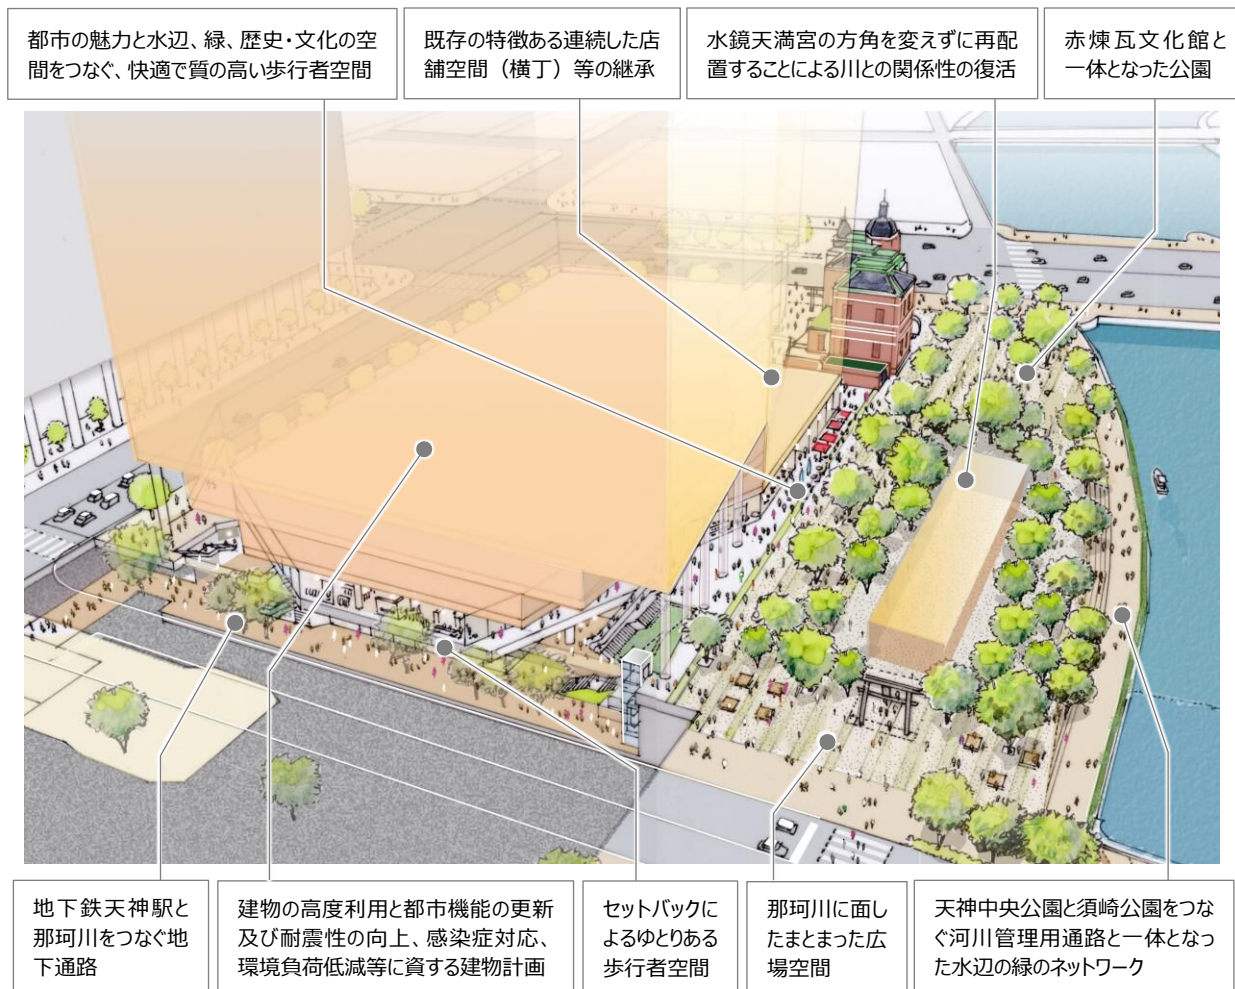 都市の魅力と水辺、緑、歴史・文化の空
間をつなぐ、快適で質の高い歩行者空間
既存の特徴ある連続した店
舗空間（横丁）等の継承
水鏡天満宮の方角を変えずに再配
置することによる川との関係性の復活
赤煉瓦文化館と
一体となった公園
地下鉄天神駅と
那珂川をつなぐ地
下通路
建物の高度利用と都市機能の更新
及び耐震性の向上、感染症対応、
環境負荷低減等に資する建物計画
セットバックに
よるゆとりある
歩行者空間
那珂川に面し
たまとまった広
場空間
天神中央公園と須崎公園をつな
ぐ河川管理用通路と一体となっ
た水辺の緑のネットワーク